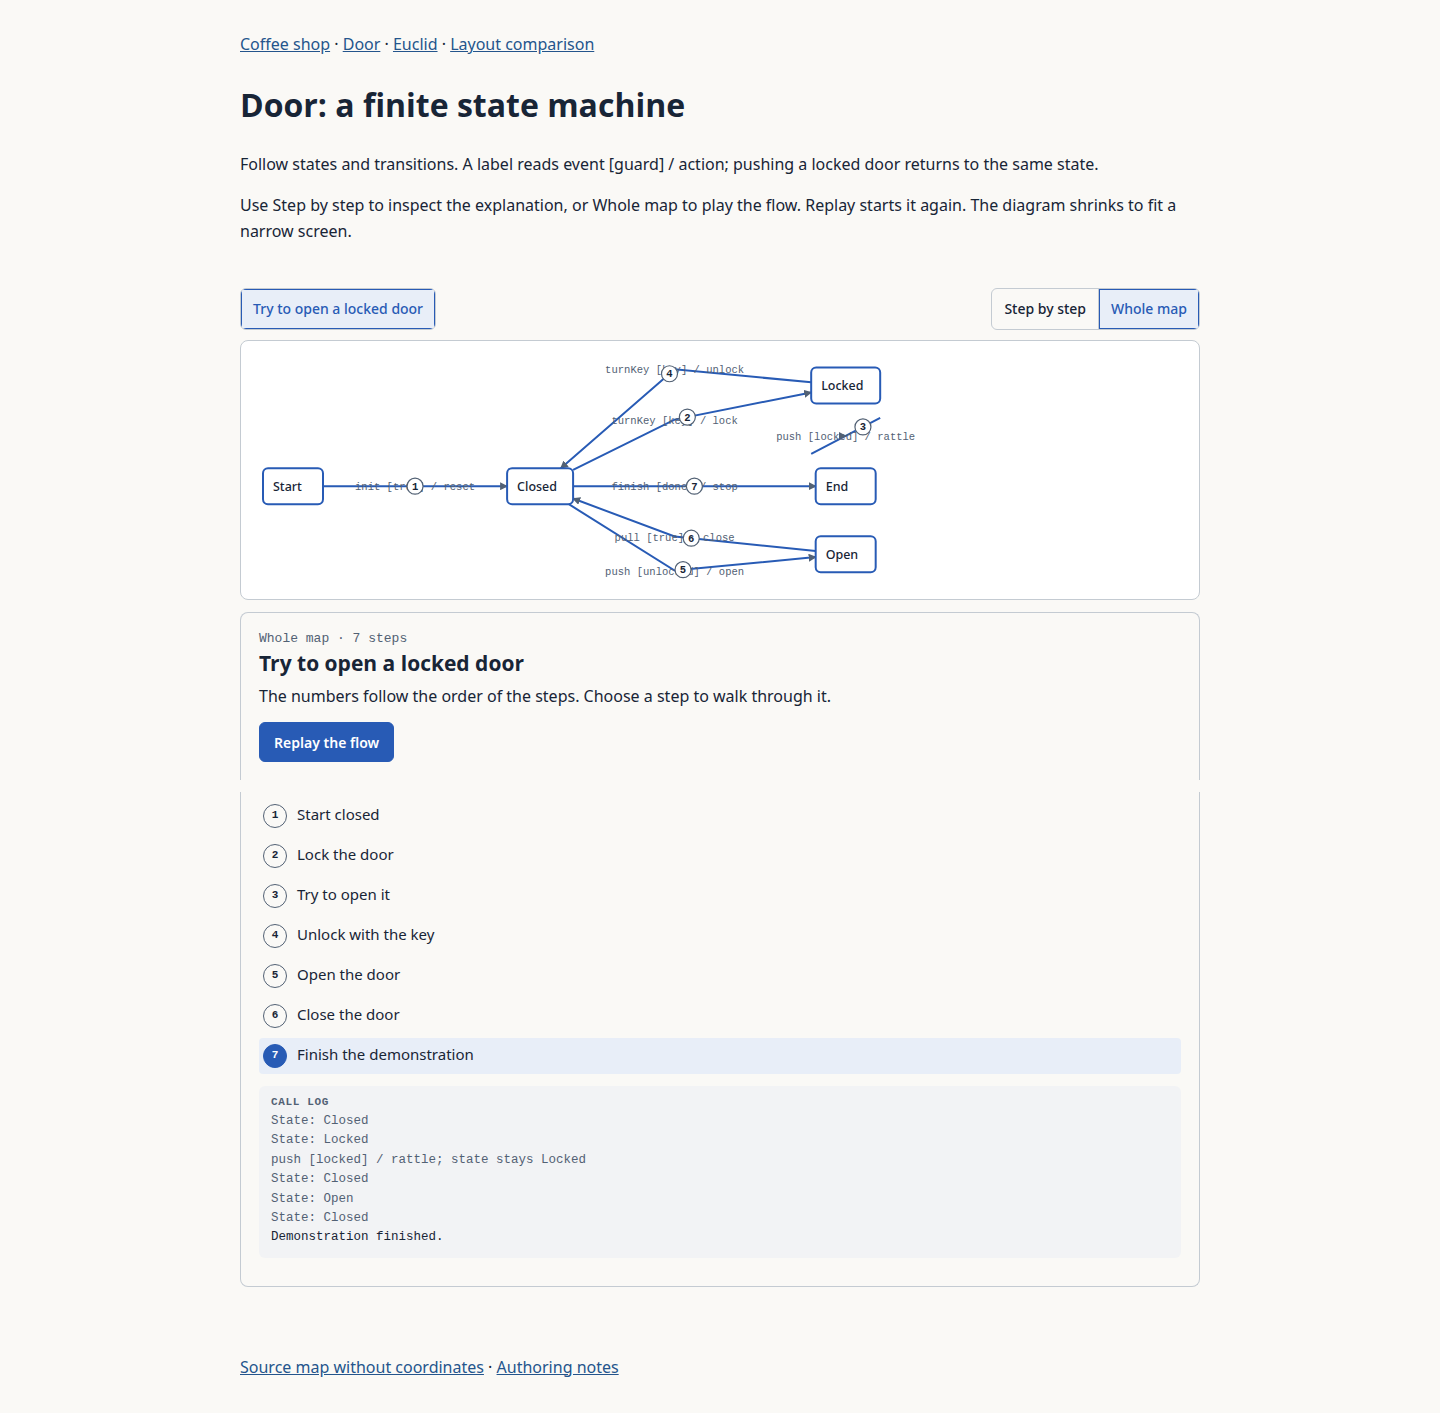 Coffee shop · Door · Euclid · Layout comparison
Door: a finite state machine
Follow states and transitions. A label reads event [guard] / action; pushing a locked door returns to the same state.
Use Step by step to inspect the explanation, or Whole map to play the flow. Replay starts it again. The diagram shrinks to fit a
narrow screen.
Try to open a locked door
Step by step
Whole map
turnKey / unlock
4
Locked
turnKey / lock
2
3
push / rattle
Start
1
/ reset
init
Closed
finish / stop
7
End
pull [true] close
6
Open
push / open
5
Whole map · 7 steps
Try to open a locked door
The numbers follow the order of the steps. Choose a step to walk through it.
Replay the flow
1 Start closed
2 Lock the door
3 Try to open it
4 Unlock with the key
5 Open the door
6 Close the door
7 Finish the demonstration
CALL LOG
State: Closed
State: Locked
push [locked] / rattle; state stays Locked
State: Closed
State: Open
State: Closed
Demonstration finished.
Source map without coordinates · Authoring notes